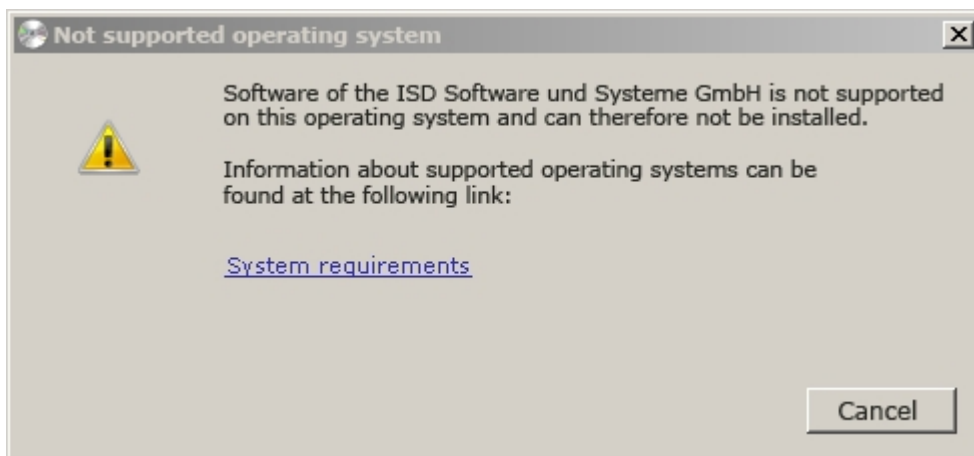 Not supported operating system
Software of the ISD Software und Systeme GmbH is not supported
on this operating system and can therefore not be installed.
Information about supported operating systems can be
found at the following link:
System requirements
Cancel